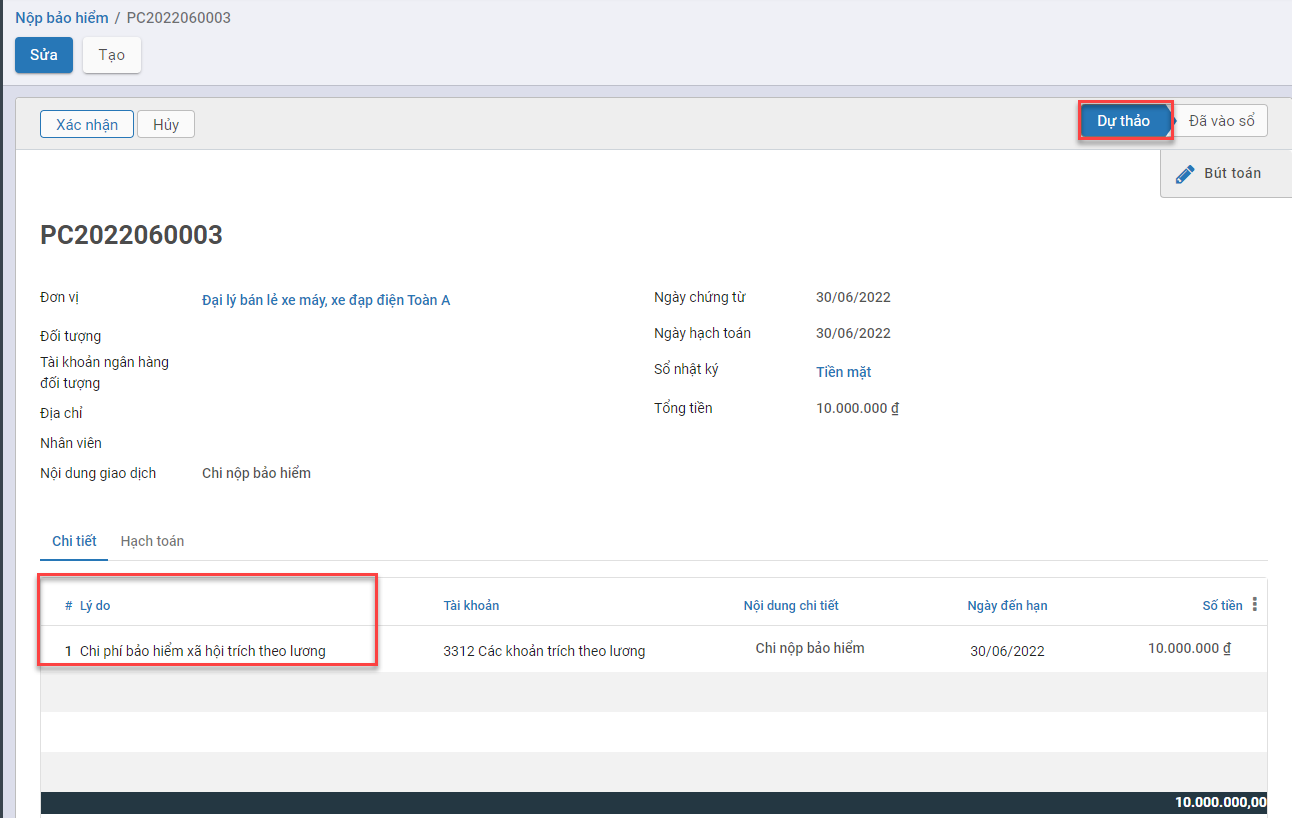 Nộp bảo hiểm / PC2022060003
Sửa Tạo
Xác nhận Hủy Dự thảo Đã vào sổ
Bút toán
PC2022060003
Đơn vị Đại lý bán lẻ xe máy, xe đạp điện Toàn A Ngày chứng từ 30/06/2022
Đối tượng Ngày hạch toán 30/06/2022
Tài khoản ngân hàng đối tượng Sổ nhật ký Tiền mặt
Địa chỉ Tổng tiền 10.000.000 ₫
Nhân viên
Nội dung giao dịch Chi nộp bảo hiểm
Chi tiết Hạch toán
# Lý do Tài khoản Nội dung chi tiết Ngày đến hạn Số tiền
1 Chi phí bảo hiểm xã hội trích theo lương 3312 Các khoản trích theo lương Chi nộp bảo hiểm 30/06/2022 10.000.000 ₫
10.000.000,00